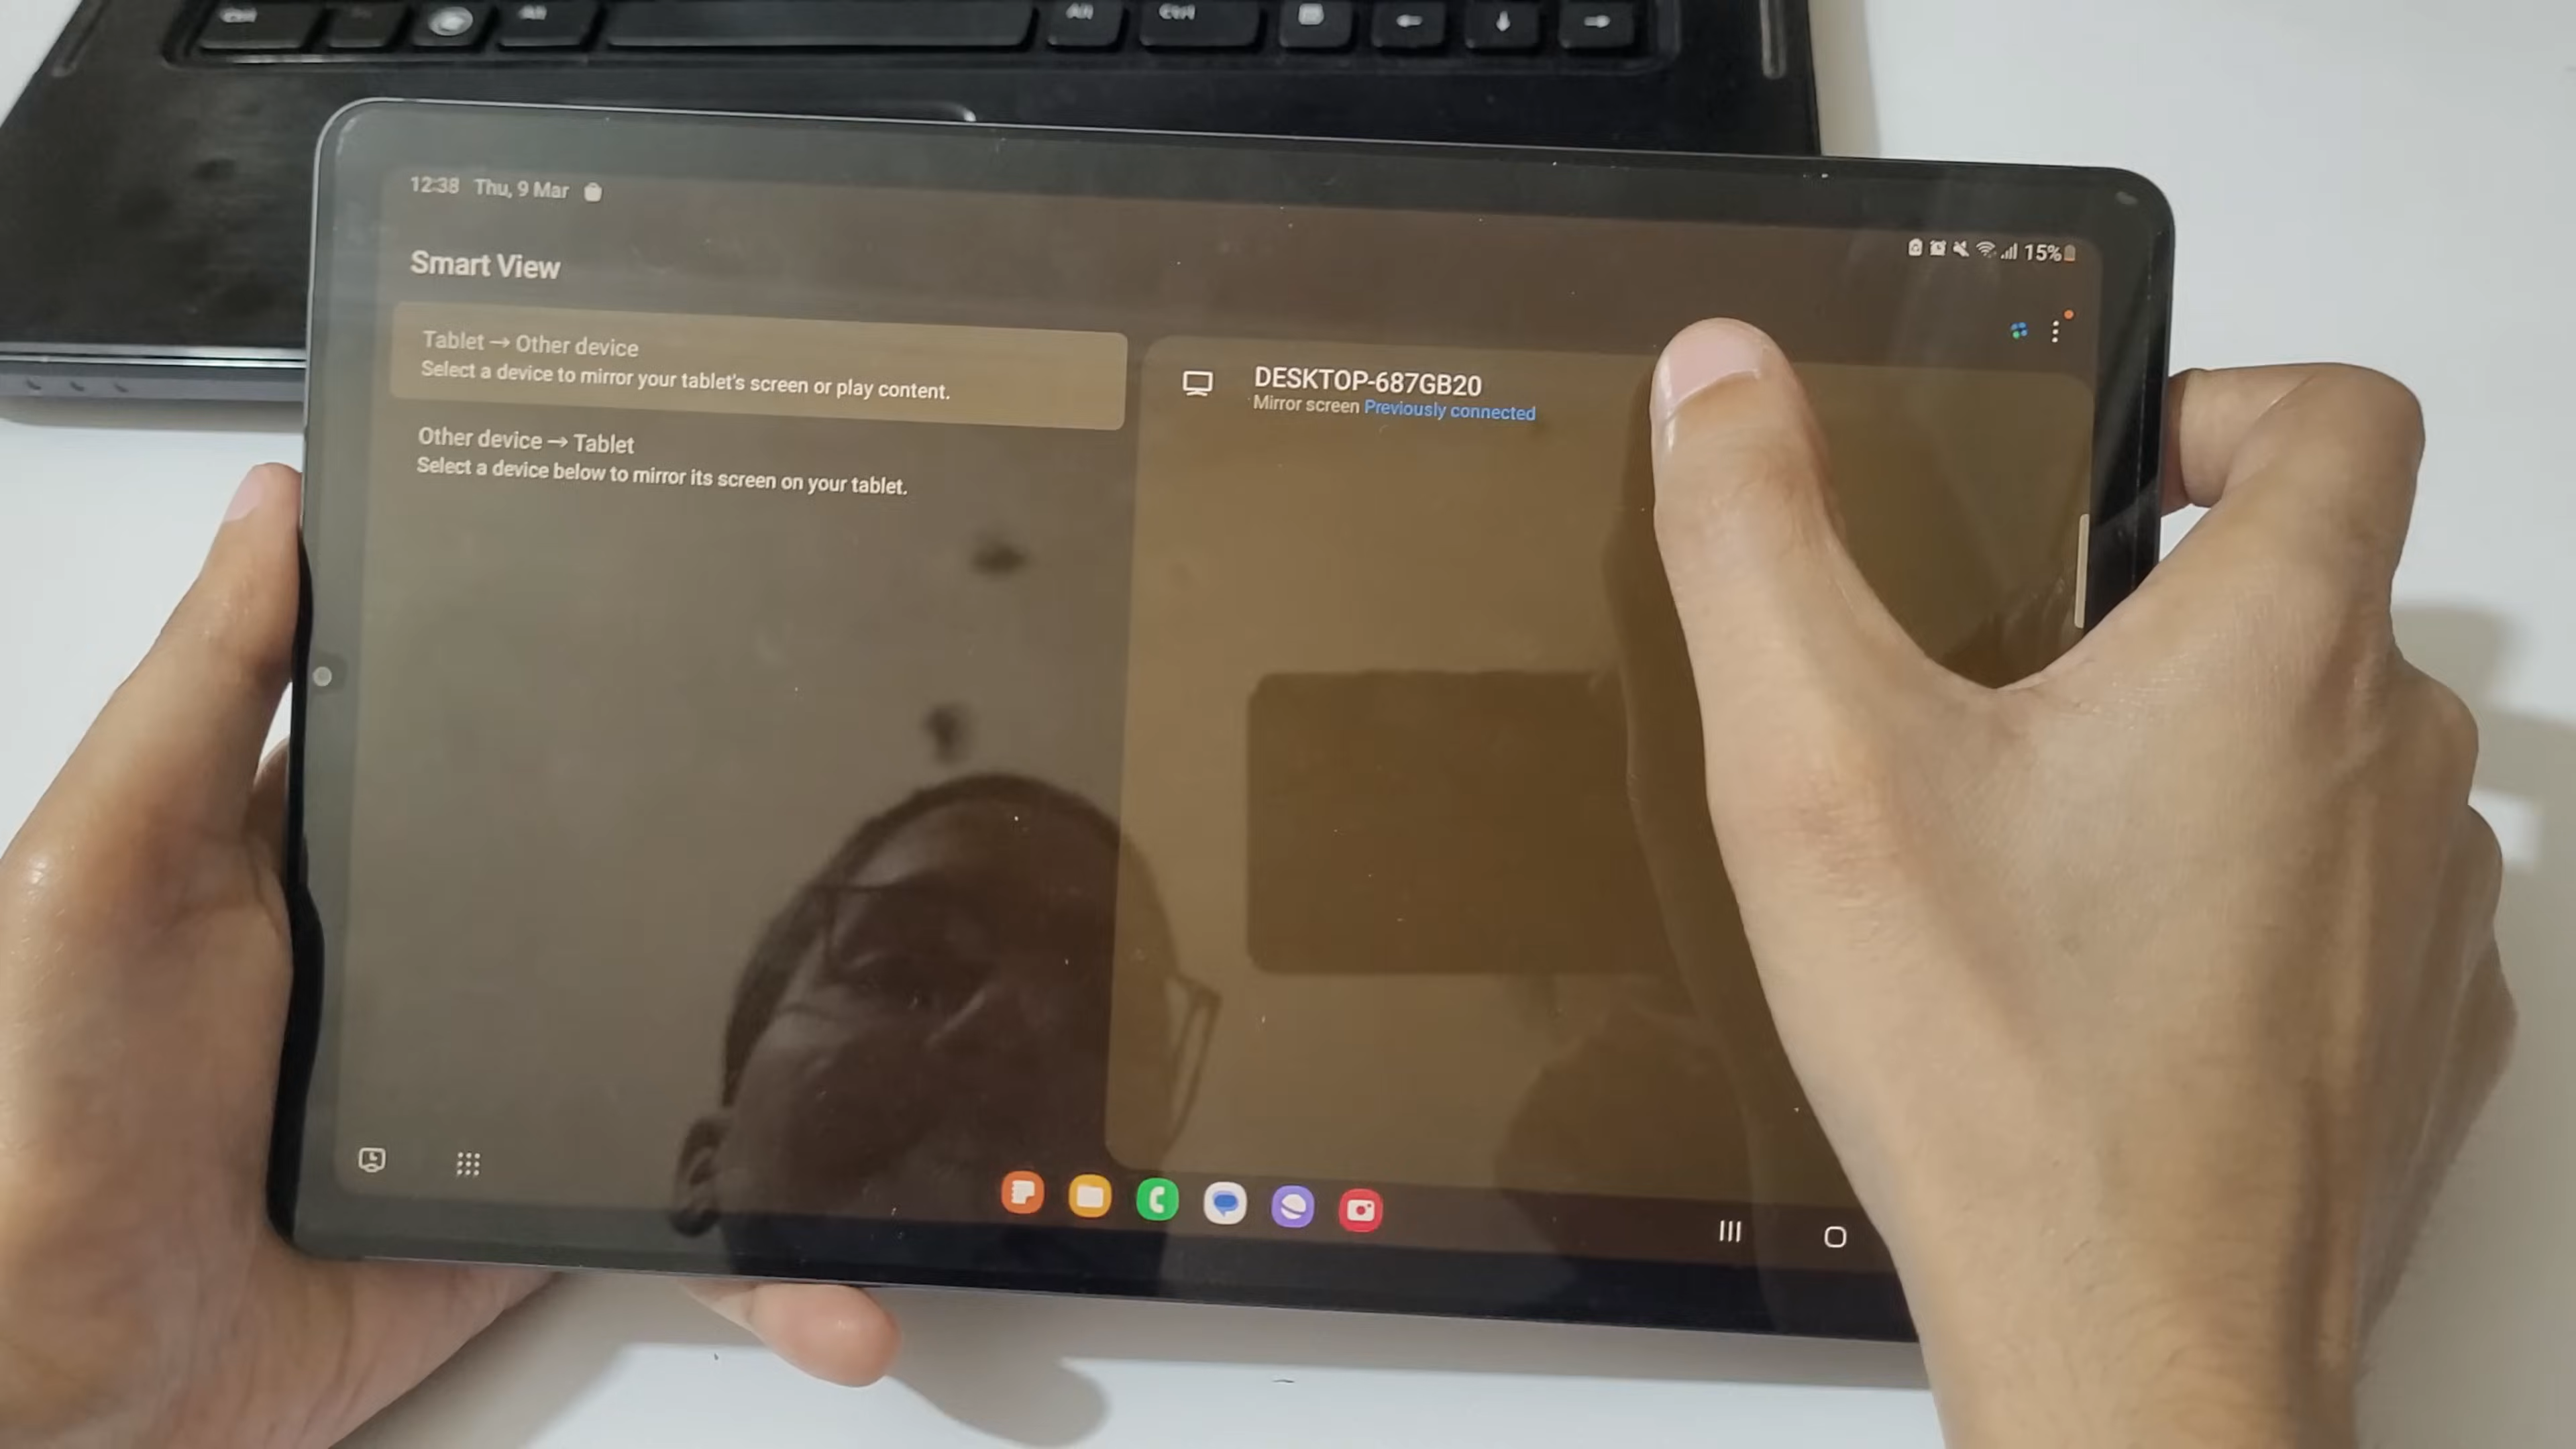 Ctrl
Alt
Alt
Ctrl
12:38 Thu, 9 Mar
15%
Smart View
Tablet → Other device
Select a device to mirror your tablet's screen or play content.
Other device → Tablet
Select a device below to mirror its screen on your tablet.
DESKTOP-687GB20
Mirror screen Previously connected